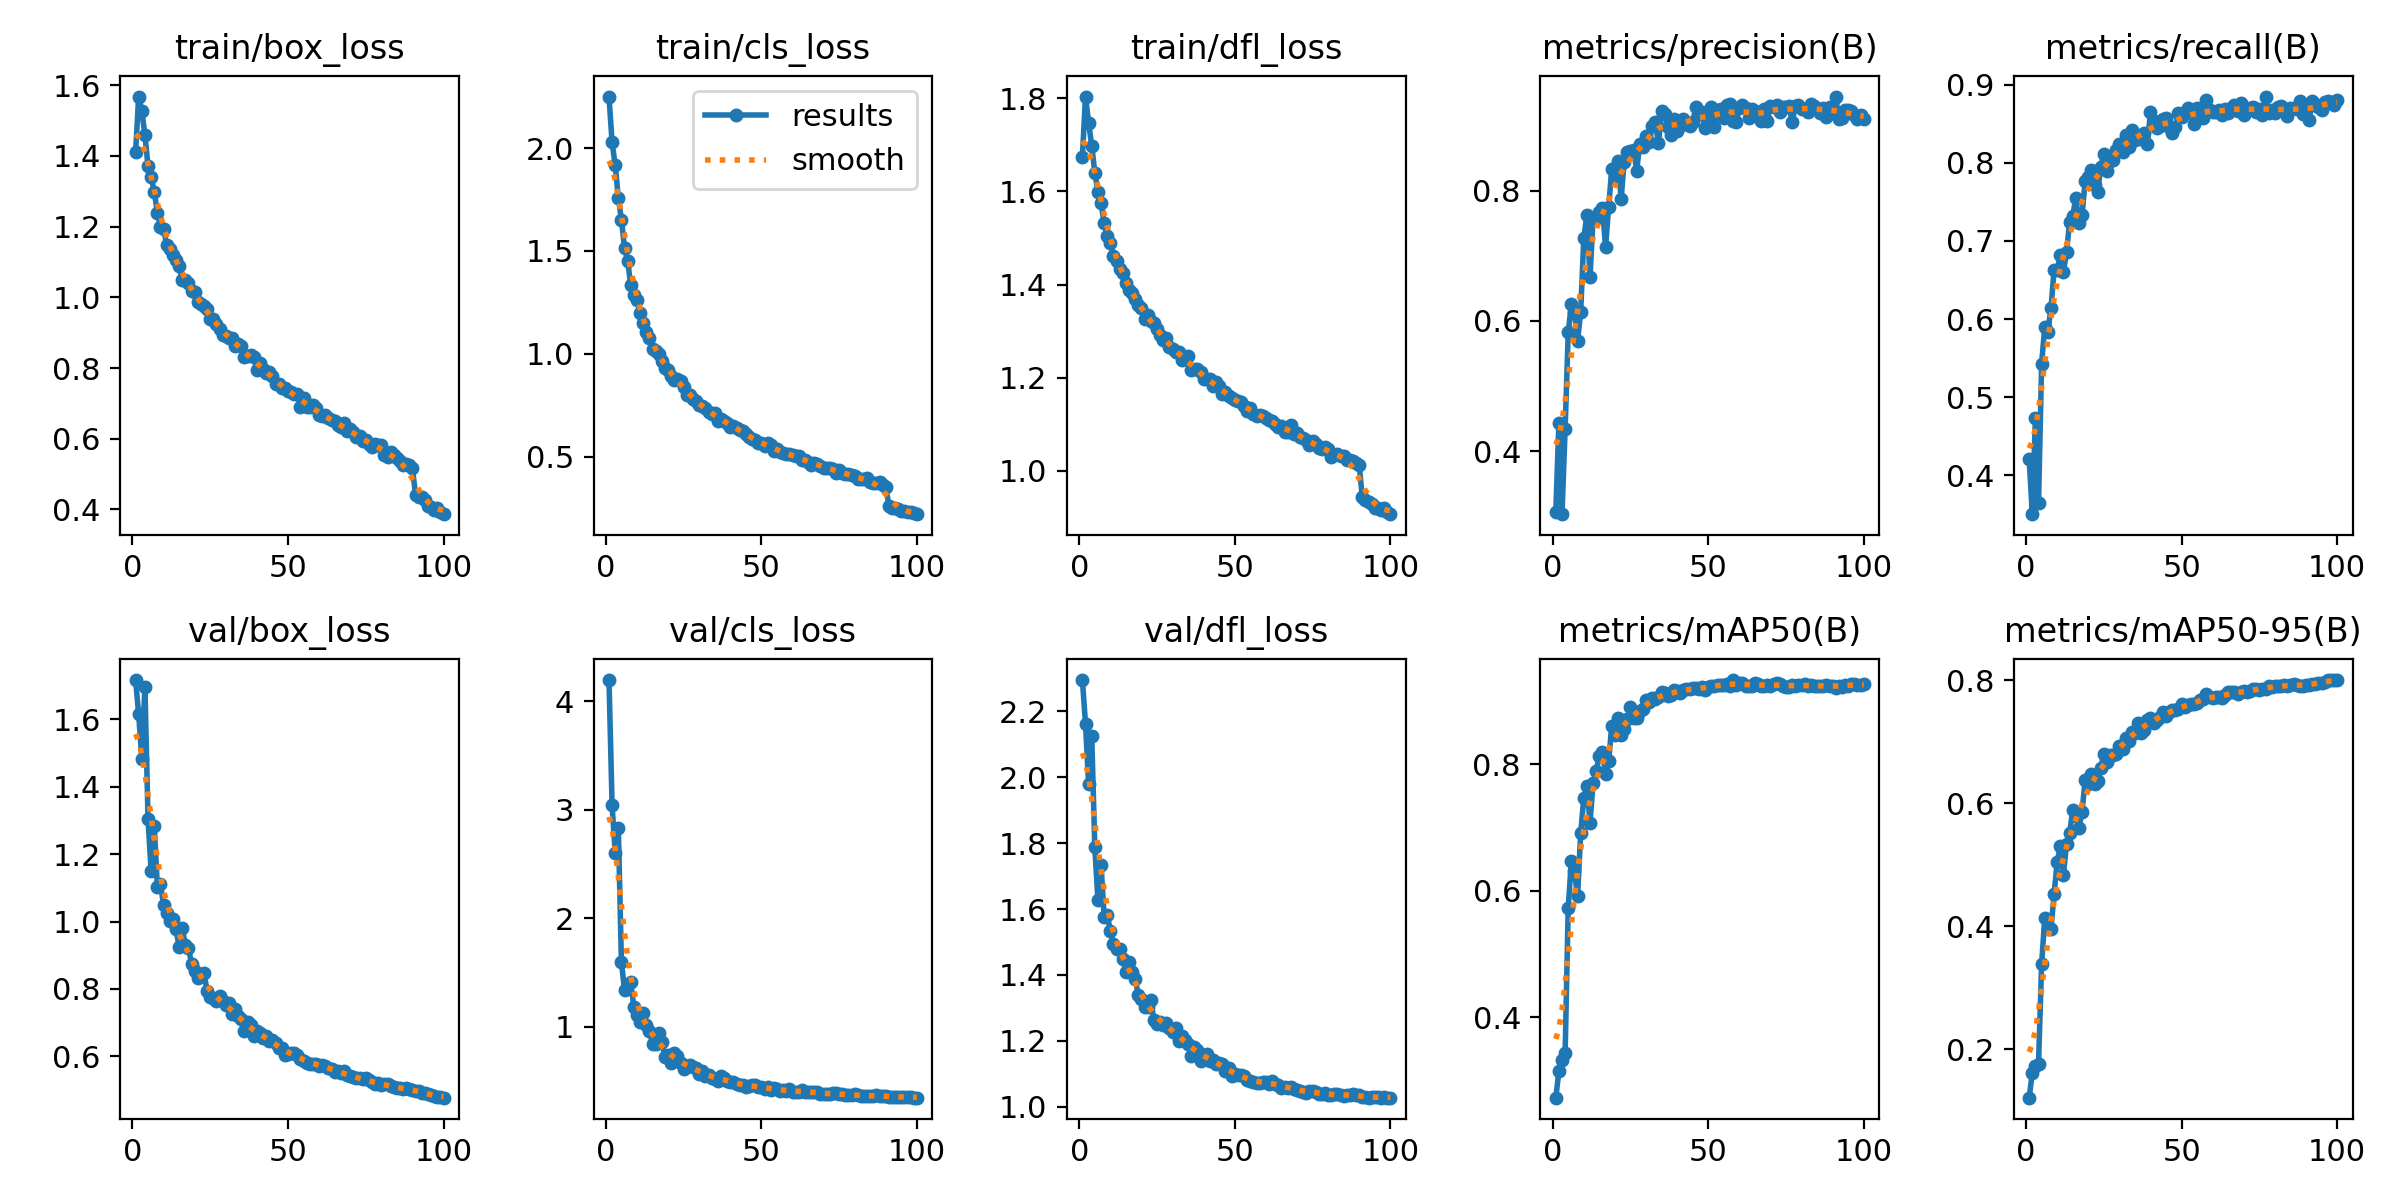 train/box_loss
train/cls_loss
train/dfl_loss
metrics/precision(B)
metrics/recall(B)
1.6
1.4
1.2
1.0
0.8
0.6
0.4
0 50 100
2.0
1.5
1.0
0.5
results
smooth
0 50 100
1.8
1.6
1.4
1.2
1.0
0 50 100
0.8
0.6
0.4
0 50 100
0.9
0.8
0.7
0.6
0.5
0.4
0 50 100
val/box_loss
val/cls_loss
val/dfl_loss
metrics/mAP50(B)
metrics/mAP50-95(B)
1.6
1.4
1.2
1.0
0.8
0.6
0 50 100
4
3
2
1
0 50 100
2.2
2.0
1.8
1.6
1.4
1.2
1.0
0 50 100
0.8
0.6
0.4
0 50 100
0.8
0.6
0.4
0.2
0 50 100